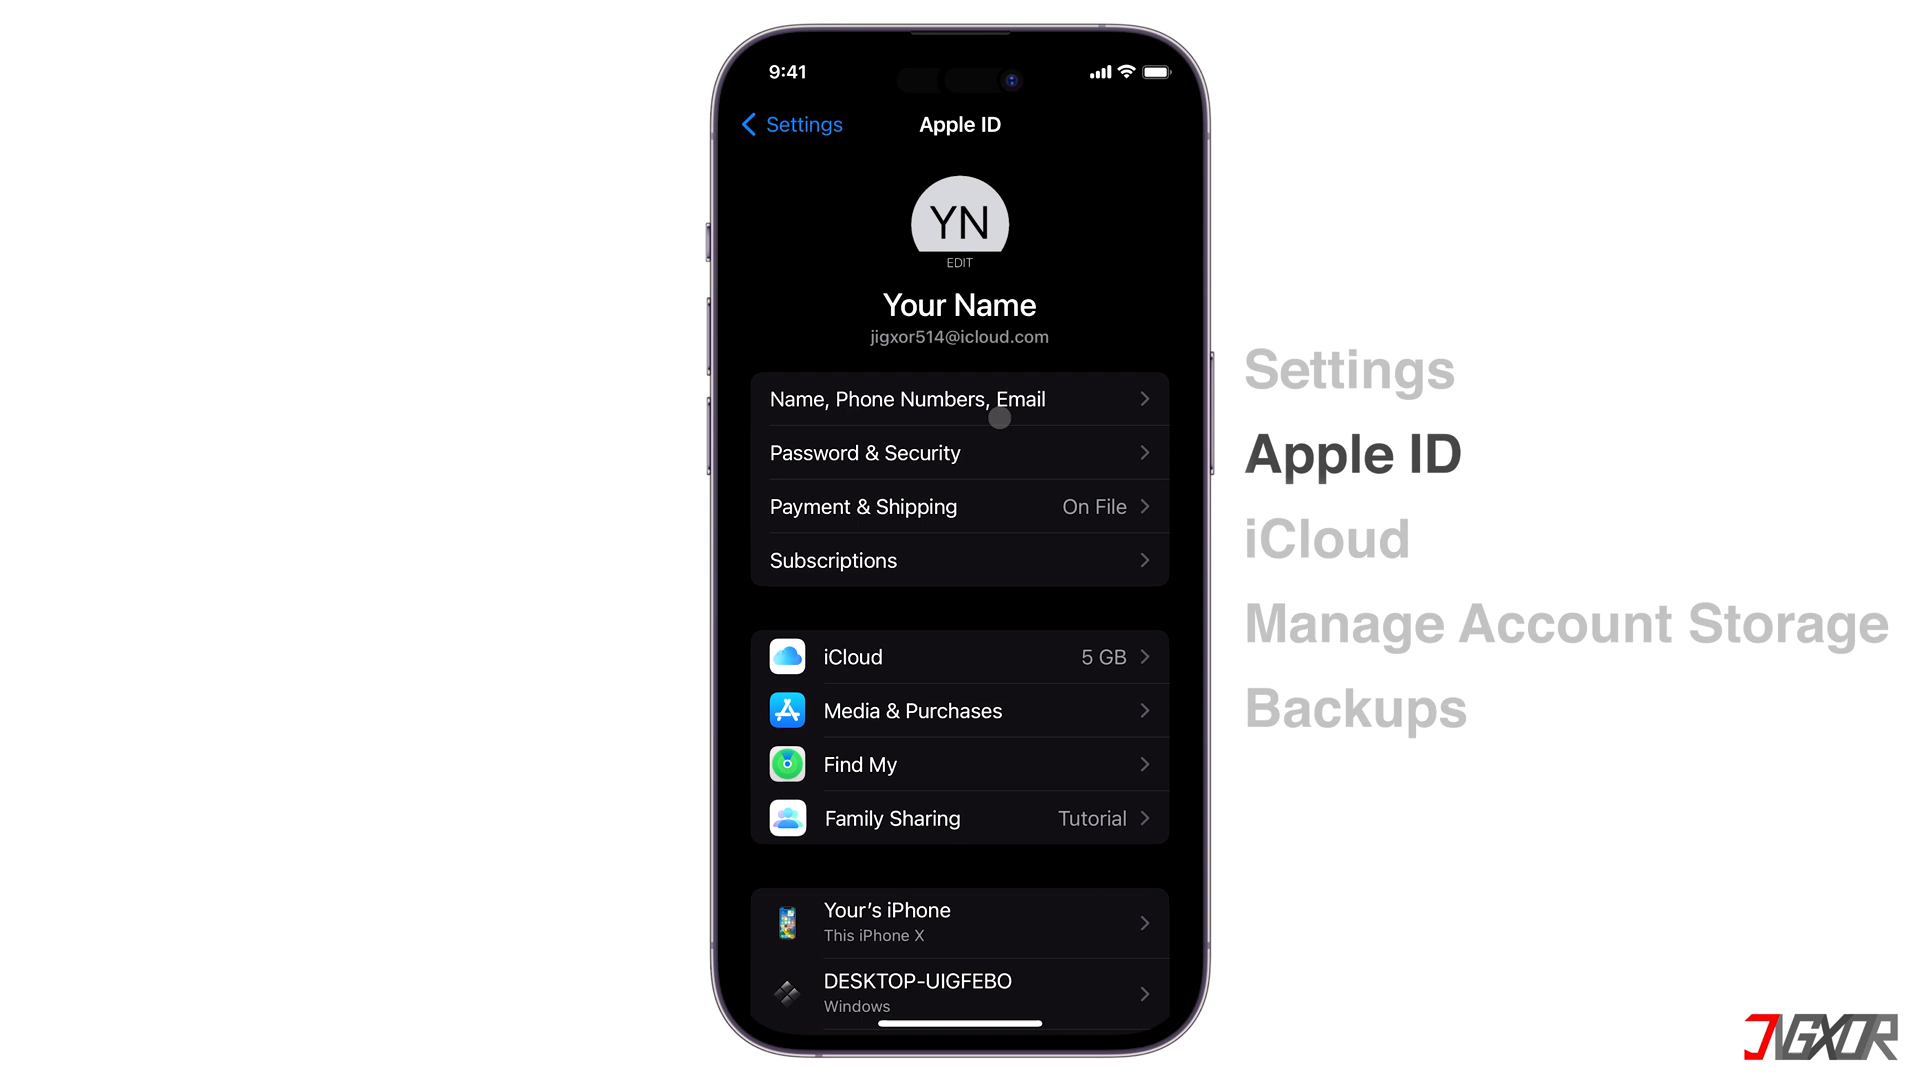 9:41
Settings
Apple ID
YN
EDIT
Your Name
jigxor514@icloud.com
Name, Phone Numbers, Email
Password & Security
Payment & Shipping On File
Subscriptions
iCloud 5 GB
Media & Purchases
Find My
Family Sharing Tutorial
Your’s iPhone
This iPhone X
DESKTOP-UIGFEBO
Windows
Settings
Apple ID
iCloud
Manage Account Storage
Backups
JIGXOR